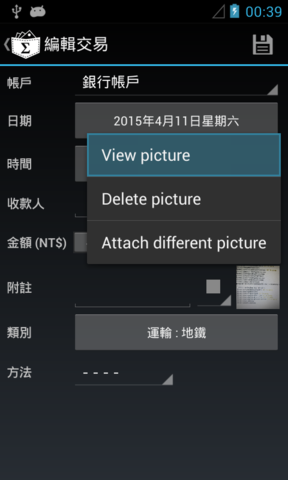 00:39
Σ 編輯交易
帳戶 銀行帳戶
日期 2015年4月11日星期六
時間
View picture
Delete picture
收款人
金額 (NT$)
Attach different picture
附註
類別 運輸 : 地鐵
方法 - - - -